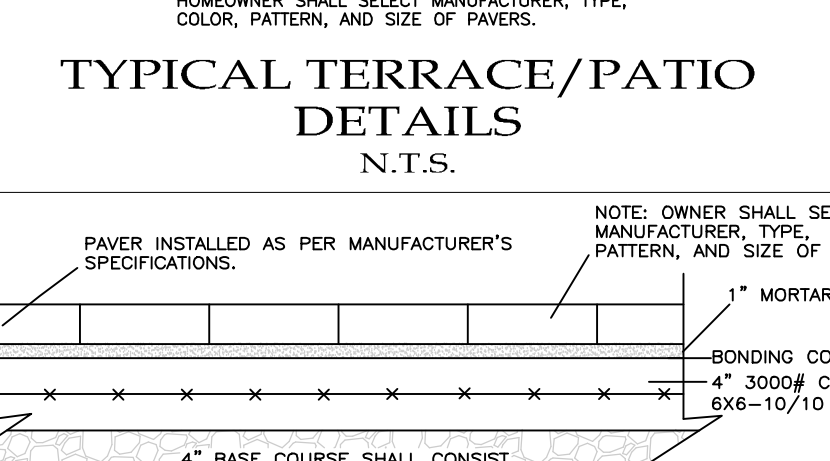 HOMEOWNER SHALL SELECT MANUFACTURER, TYPE,
COLOR, PATTERN, AND SIZE OF PAVERS.
TYPICAL TERRACE/PATIO
DETAILS
N.T.S.
NOTE: OWNER SHALL SE
MANUFACTURER, TYPE,
PATTERN, AND SIZE OF
PAVER INSTALLED AS PER MANUFACTURER'S
SPECIFICATIONS.
1" MORTAR
BONDING CO
4" 3000# C
6X6-10/10
4" BASE COURSE SHALL CONSIST